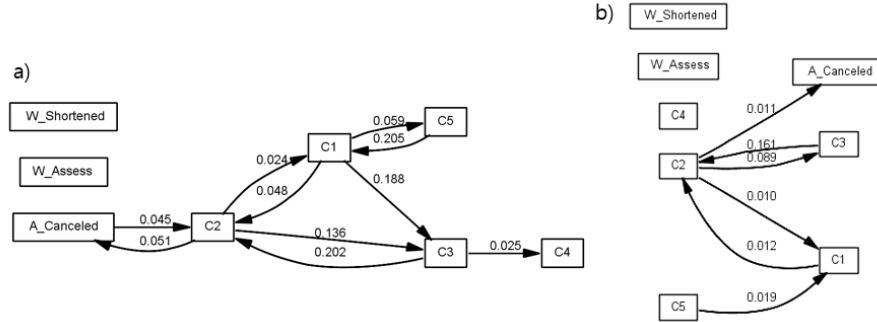 a)
W_Shortened
W_Assess
A_Canceled
C1
C5
C2
C3
C4
0.059
0.205
0.024
0.048
0.188
0.045
0.051
0.136
0.202
0.025
b)
W_Shortened
W_Assess
A_Canceled
C4
C2
C3
C1
C5
0.011
0.161
0.089
0.010
0.012
0.019